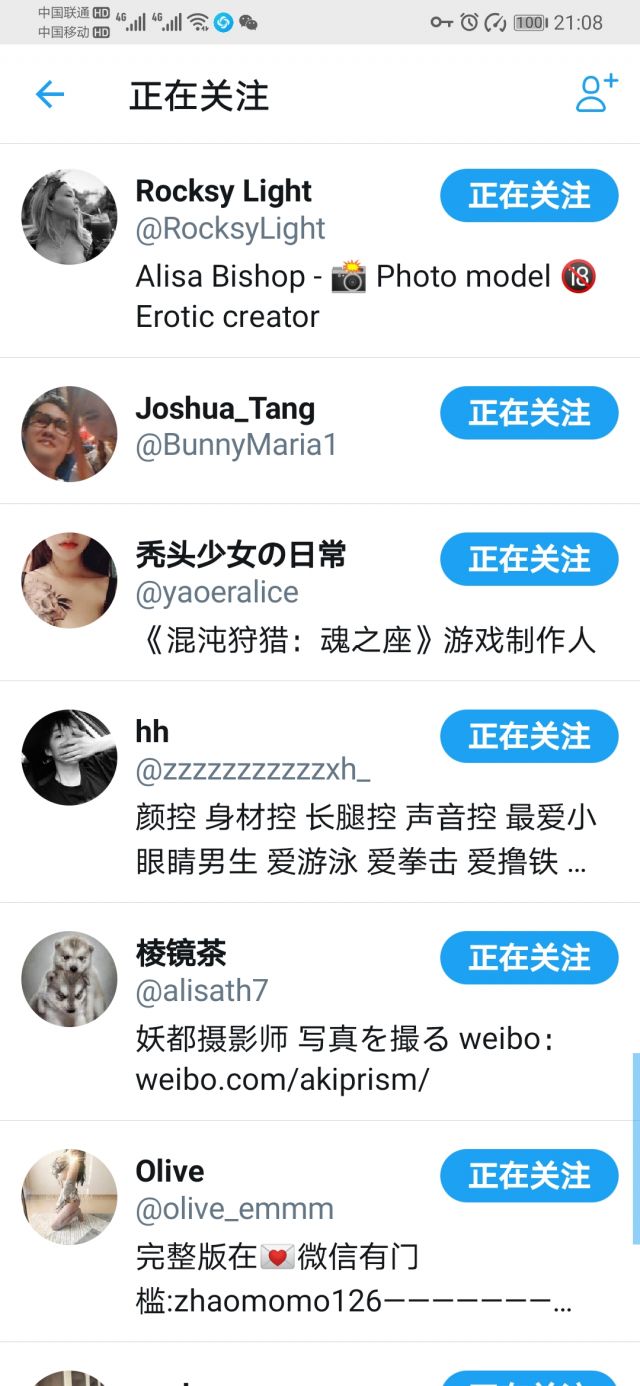 中国联通 HD 4G 4G 100 21:08
中国移动 HD
正在关注
Rocksy Light 正在关注
@RocksyLight
Alisa Bishop - 📸 Photo model 🔞
Erotic creator
Joshua_Tang 正在关注
@BunnyMaria1
秃头少女の日常 正在关注
@yaoeralice
《混沌狩猎：魂之座》游戏制作人
hh 正在关注
@zzzzzzzzzzzxh_
颜控 身材控 长腿控 声音控 最爱小
眼睛男生 爱游泳 爱拳击 爱撸铁 ...
棱镜茶 正在关注
@alisath7
妖都摄影师 写真を撮る weibo：
weibo.com/akiprism/
Olive 正在关注
@olive_emmm
完整版在💌微信有门
槛:zhaomomo126———————...